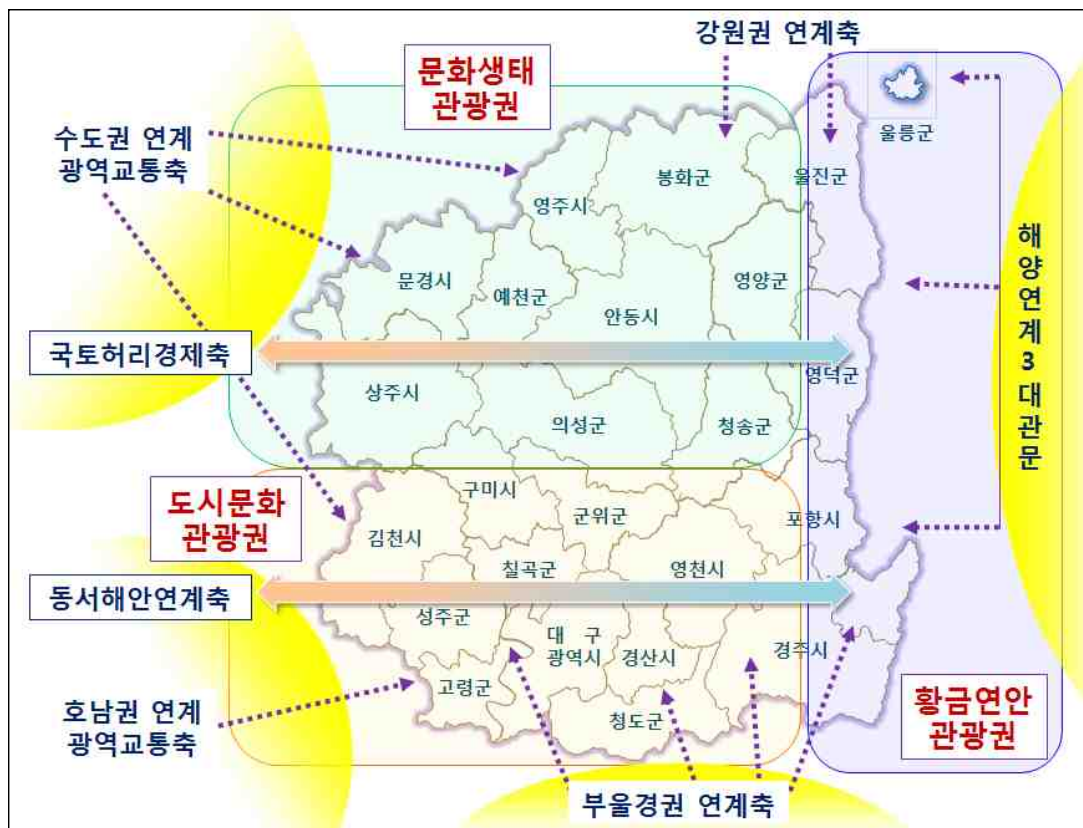 강원권 연계축
문화생태
관광권
울릉군
수도권 연계
광역교통축
봉화군
울진군
영주시
문경시
예천군
영양군
안동시
해양연계3대관문
국토허리경제축
영덕군
상주시
의성군
청송군
도시문화
관광권
구미시
군위군
포항시
김천시
칠곡군
영천시
동서해안연계축
성주군
대 구
광역시
경산시
경주시
고령군
호남권 연계
광역교통축
청도군
황금연안
관광권
부울경권 연계축